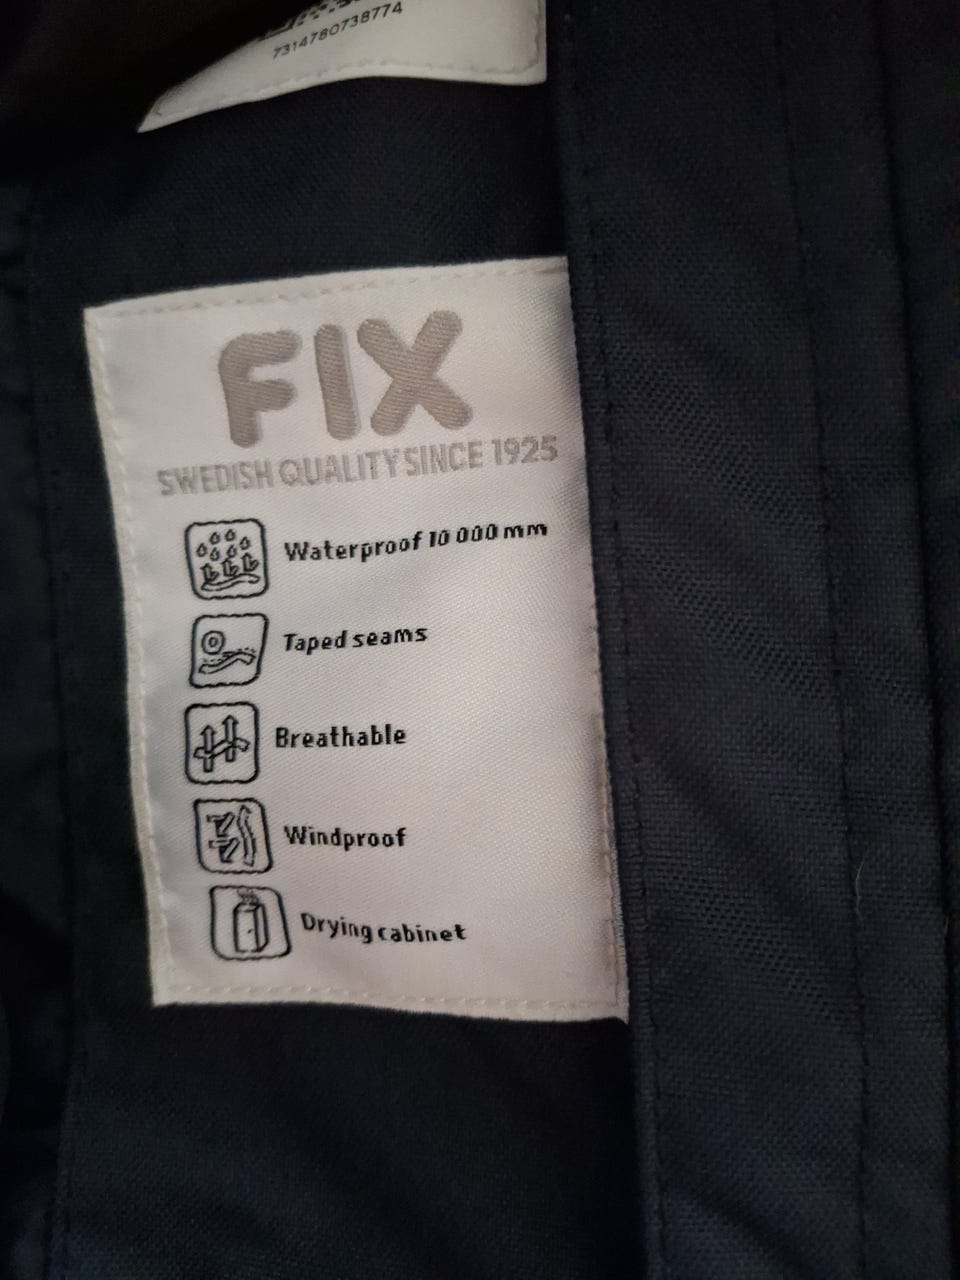 7314780738774
FIX
SWEDISH QUALITY SINCE 1925
Waterproof 10 000 mm
Taped seams
Breathable
Windproof
Drying cabinet